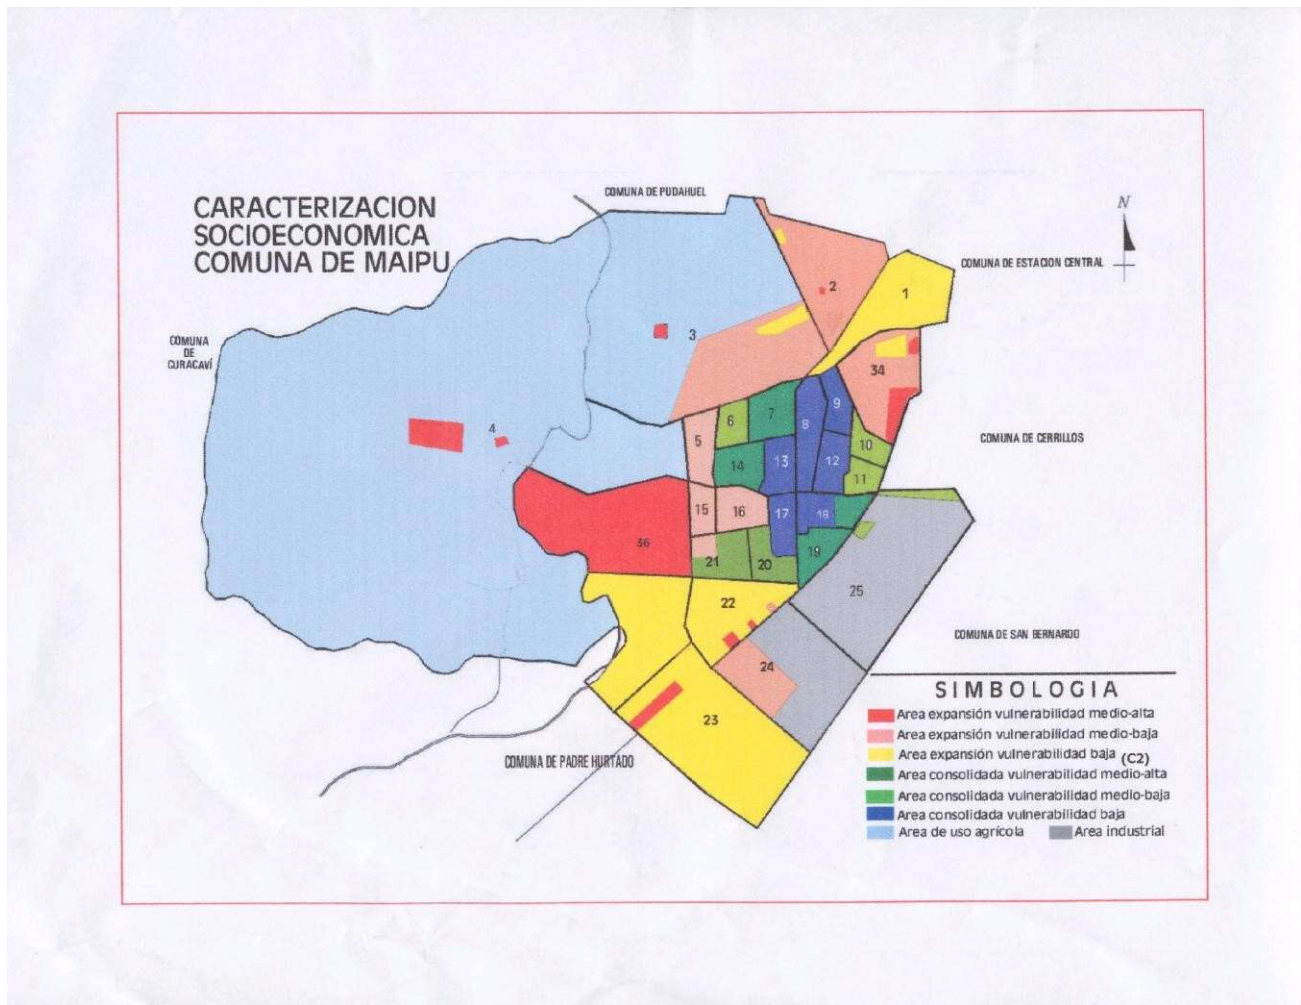 CARACTERIZACION
SOCIOECONOMICA
COMUNA DE MAIPU
COMUNA DE PUDAHUEL
N
COMUNA DE ESTACION CENTRAL
COMUNA
DE
CURACAVÍ
COMUNA DE CERRILLOS
COMUNA DE SAN BERNARDO
COMUNA DE PADRE HURTADO
1
2
3
34
4
5
6
7
8
9
10
11
12
13
14
15
16
17
18
19
20
21
36
22
23
24
25
SIMBOLOGIA
Area expansión vulnerabilidad medio-alta
Area expansión vulnerabilidad medio-baja
Area expansión vulnerabilidad baja (C2)
Area consolidada vulnerabilidad medio-alta
Area consolidada vulnerabilidad medio-baja
Area consolidada vulnerabilidad baja
Area de uso agrícola Area industrial